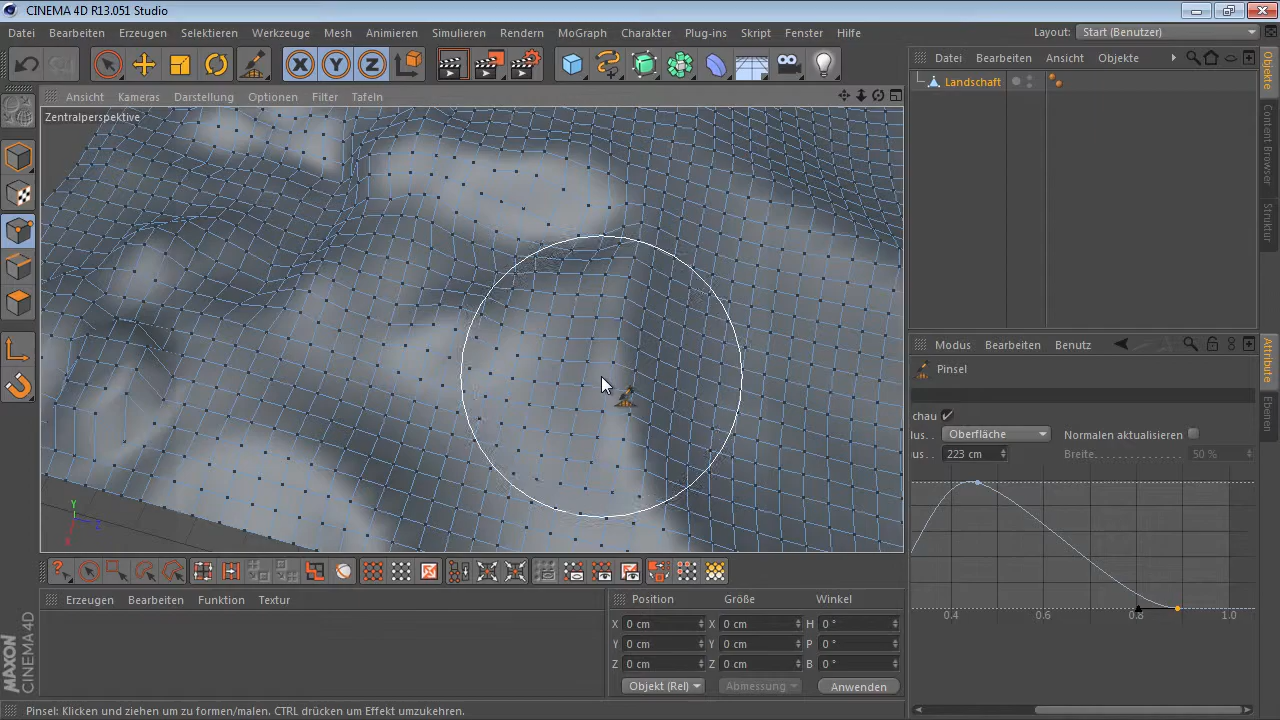 CINEMA 4D R13.051 Studio
Datei Bearbeiten Erzeugen Selektieren Werkzeuge Mesh Animieren Simulieren Rendern MoGraph Charakter Plug-ins Skript Fenster Hilfe Layout: Start (Benutzer)
X Y Z
Datei Bearbeiten Ansicht Objekte
Landschaft
Objekte
Content Browser
Struktur
Ansicht Kameras Darstellung Optionen Filter Tafeln
Zentralperspektive
Y
Z
X
Modus Bearbeiten Benutz
Pinsel
chau
lus. . Oberfläche Normalen aktualisieren
us. . 223 cm Breite. . . . . . . . . . . . . 50 %
0.4 0.6 0.8 1.0
Attribute
Ebenen
Erzeugen Bearbeiten Funktion Textur
Position Größe Winkel
X 0 cm X 0 cm H 0 °
Y 0 cm Y 0 cm P 0 °
Z 0 cm Z 0 cm B 0 °
Objekt (Rel) Abmessung Anwenden
MAXON
CINEMA 4D
Pinsel: Klicken und ziehen um zu formen/malen. CTRL drücken um Effekt umzukehren.